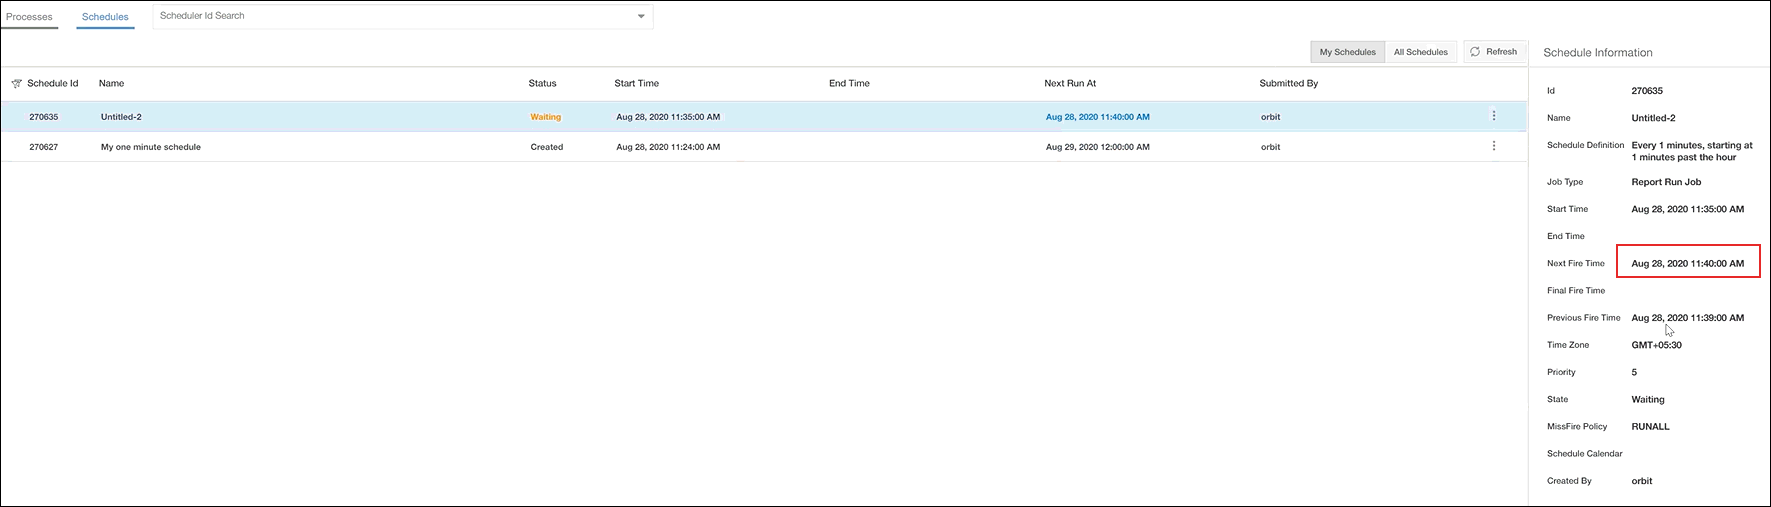 Processes Schedules Scheduler Id Search
My Schedules All Schedules Refresh Schedule Information
Schedule Id Name Status Start Time End Time Next Run At Submitted By
270635 Untitled-2 Waiting Aug 28, 2020 11:35:00 AM Aug 28, 2020 11:40:00 AM orbit
270627 My one minute schedule Created Aug 28, 2020 11:24:00 AM Aug 29, 2020 12:00:00 AM orbit
Id 270635
Name Untitled-2
Schedule Definition Every 1 minutes, starting at
1 minutes past the hour
Job Type Report Run Job
Start Time Aug 28, 2020 11:35:00 AM
End Time
Next Fire Time Aug 28, 2020 11:40:00 AM
Final Fire Time
Previous Fire Time Aug 28, 2020 11:39:00 AM
Time Zone GMT+05:30
Priority 5
State Waiting
MissFire Policy RUNALL
Schedule Calendar
Created By orbit